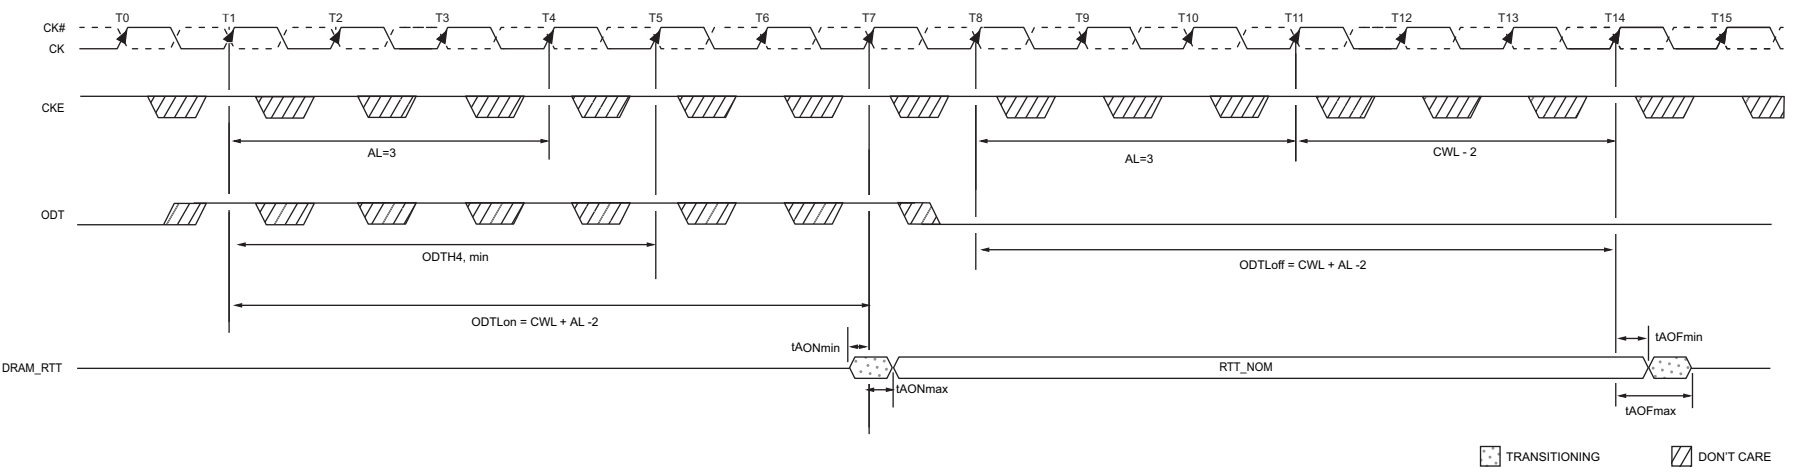 T0 T1 T2 T3 T4 T5 T6 T7 T8 T9 T10 T11 T12 T13 T14 T15
CK#
CK
CKE
AL=3
AL=3
CWL - 2
ODT
ODTH4, min
ODTLoff = CWL + AL -2
ODTLon = CWL + AL -2
tAONmin
tAOFmin
DRAM_RTT
RTT_NOM
tAONmax
tAOFmax
TRANSITIONING
DON'T CARE